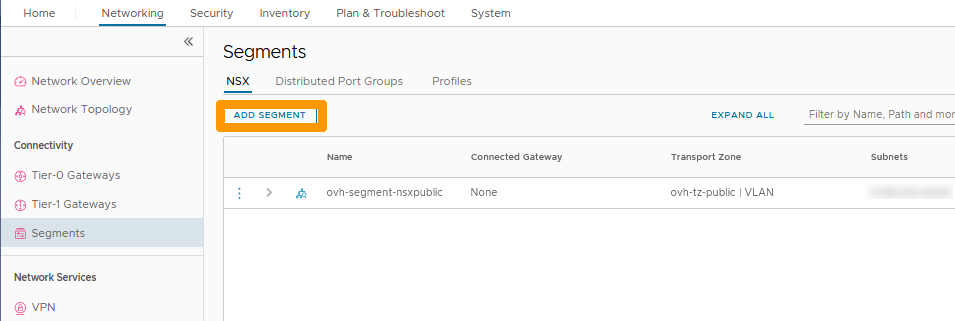 Home Networking Security Inventory Plan & Troubleshoot System
Segments
NSX Distributed Port Groups Profiles
ADD SEGMENT EXPAND ALL Filter by Name, Path and mor
Name Connected Gateway Transport Zone Subnets
ovh-segment-nsxpublic None ovh-tz-public | VLAN
Network Overview
Network Topology
Connectivity
Tier-0 Gateways
Tier-1 Gateways
Segments
Network Services
VPN